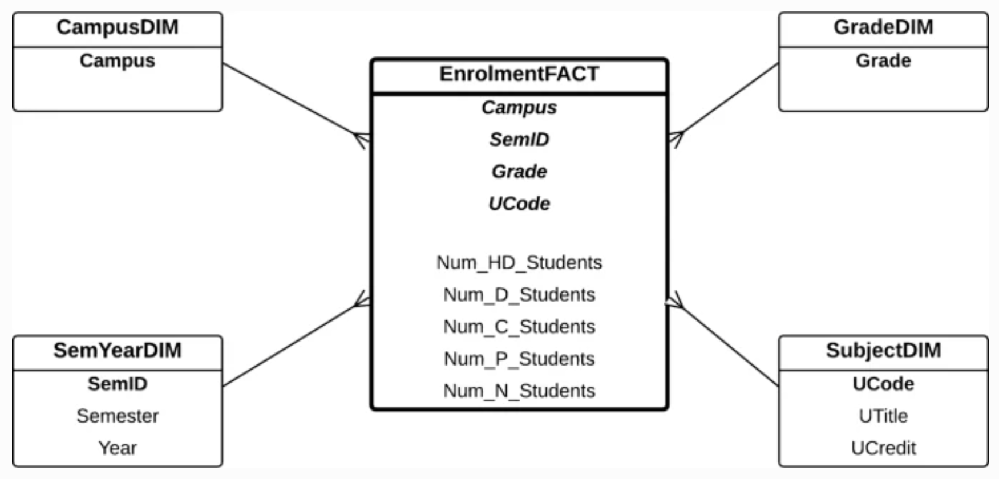 CampusDIM
Campus
GradeDIM
Grade
EnrolmentFACT
Campus
SemID
Grade
UCode
Num_HD_Students
Num_D_Students
Num_C_Students
Num_P_Students
Num_N_Students
SemYearDIM
SemID
Semester
Year
SubjectDIM
UCode
UTitle
UCredit